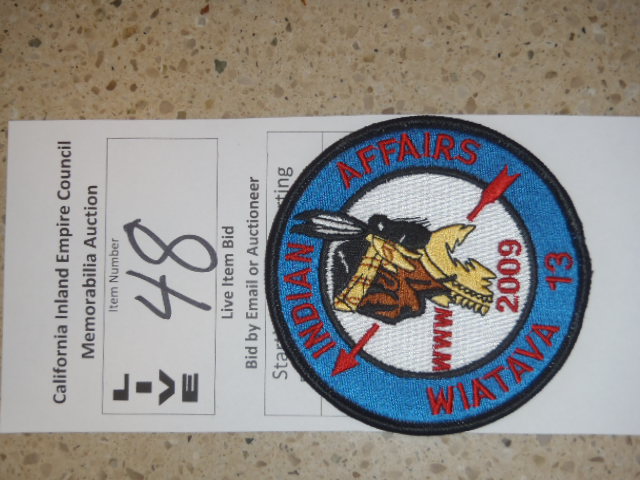 California Inland Empire Council
Memorabilia Auction
Item Number
LIVE
48
Live Item Bid
Bid by Email or Auctioneer
INDIAN AFFAIRS
WWW 2009
WIATAVA 13